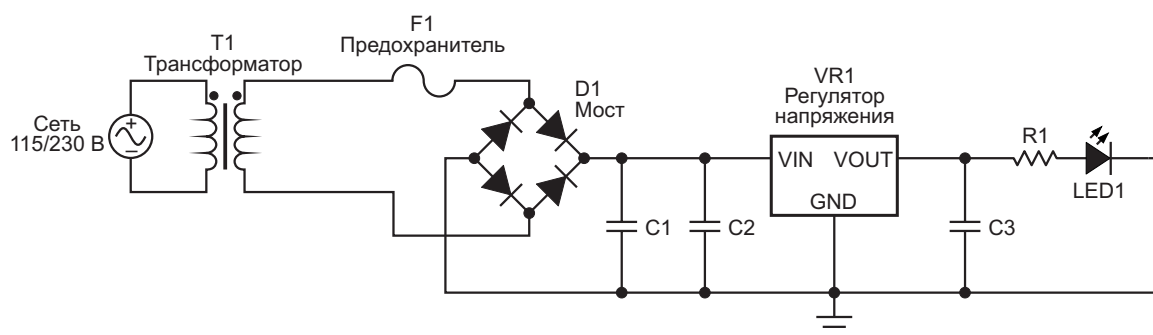 F1
Предохранитель
T1
Трансформатор
D1
Мост
VR1
Регулятор
напряжения
Сеть
115/230 В
+
−
VIN VOUT
GND
R1
LED1
C1
C2
C3